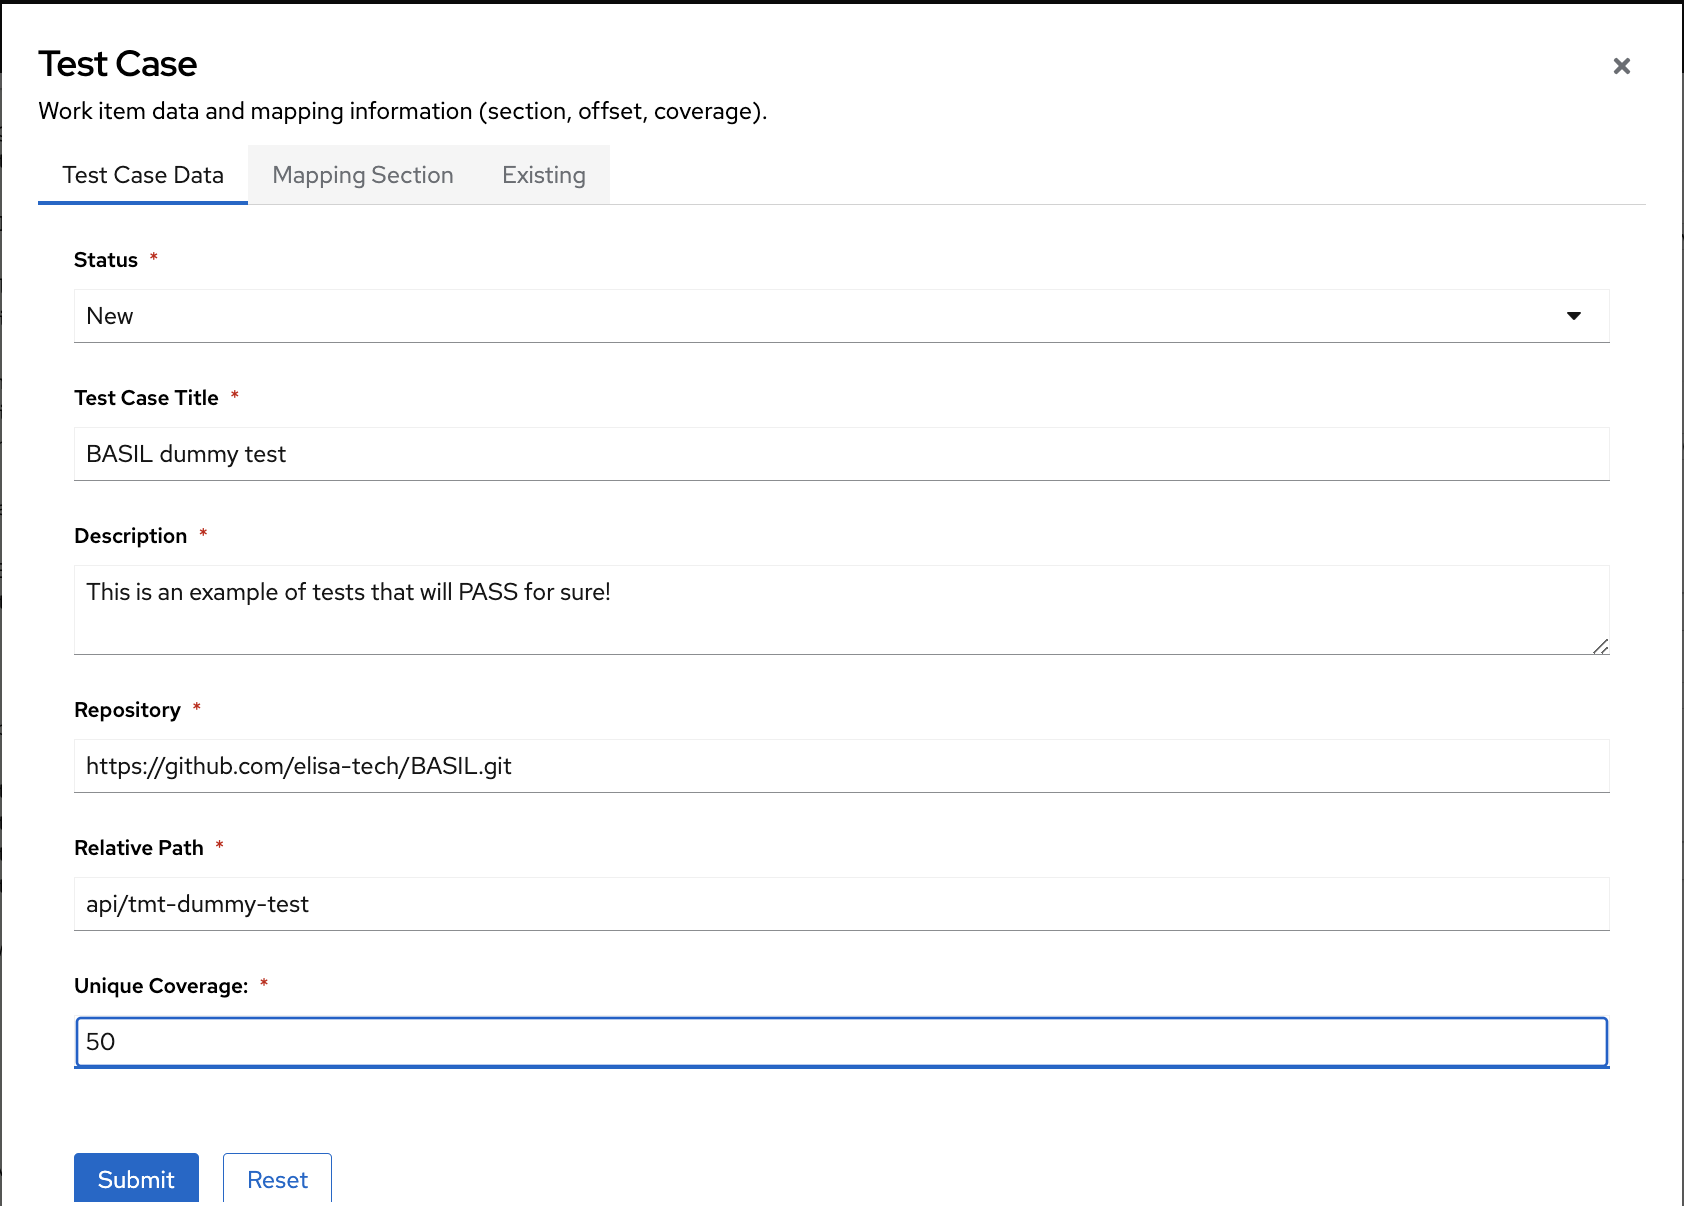 Test Case
Work item data and mapping information (section, offset, coverage).
Test Case Data Mapping Section Existing
Status *
New
Test Case Title *
BASIL dummy test
Description *
This is an example of tests that will PASS for sure!
Repository *
https://github.com/elisa-tech/BASIL.git
Relative Path *
api/tmt-dummy-test
Unique Coverage: *
50
Submit Reset